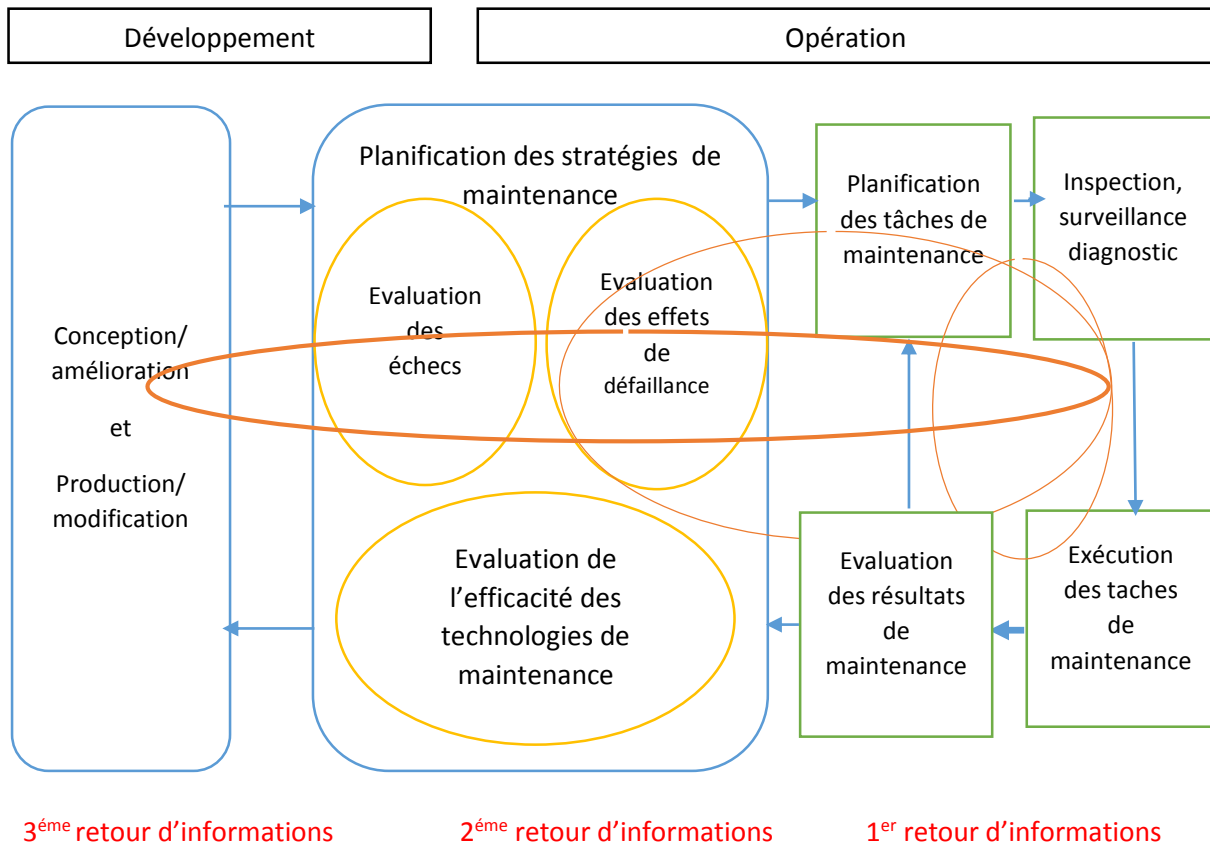 Développement
Opération
Planification des stratégies de
maintenance
Evaluation
des
échecs
Evaluation
des effets
de
défaillance
Evaluation de
l’efficacité des
technologies de
maintenance
Conception/
amélioration
et
Production/
modification
Planification
des tâches de
maintenance
Inspection,
surveillance
diagnostic
Evaluation
des résultats
de
maintenance
Exécution
des taches
de
maintenance
3éme retour d’informations
2éme retour d’informations
1er retour d’informations